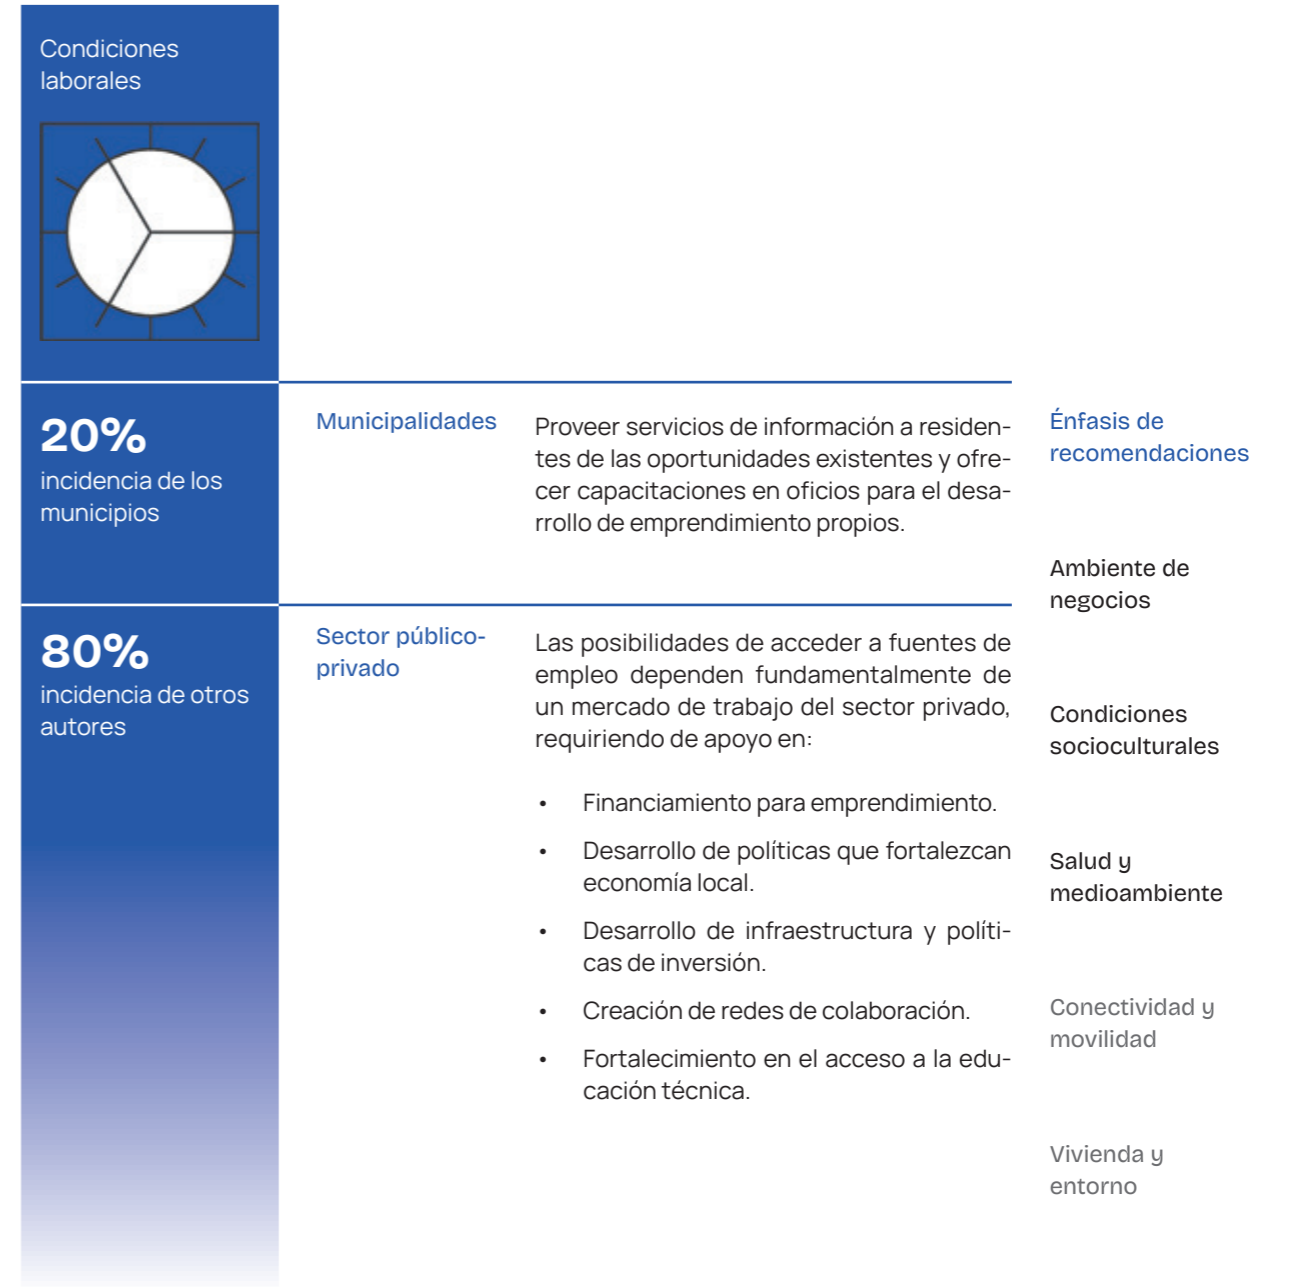 Condiciones
laborales
20%
incidencia de los
municipios
Municipalidades
Proveer servicios de información a residen-
tes de las oportunidades existentes y ofre-
cer capacitaciones en oficios para el desa-
rrollo de emprendimiento propios.
80%
incidencia de otros
autores
Sector público-
privado
Las posibilidades de acceder a fuentes de
empleo dependen fundamentalmente de
un mercado de trabajo del sector privado,
requiriendo de apoyo en:
• Financiamiento para emprendimiento.
• Desarrollo de políticas que fortalezcan
economía local.
• Desarrollo de infraestructura y políti-
cas de inversión.
• Creación de redes de colaboración.
• Fortalecimiento en el acceso a la edu-
cación técnica.
Énfasis de
recomendaciones
Ambiente de
negocios
Condiciones
socioculturales
Salud y
medioambiente
Conectividad y
movilidad
Vivienda y
entorno